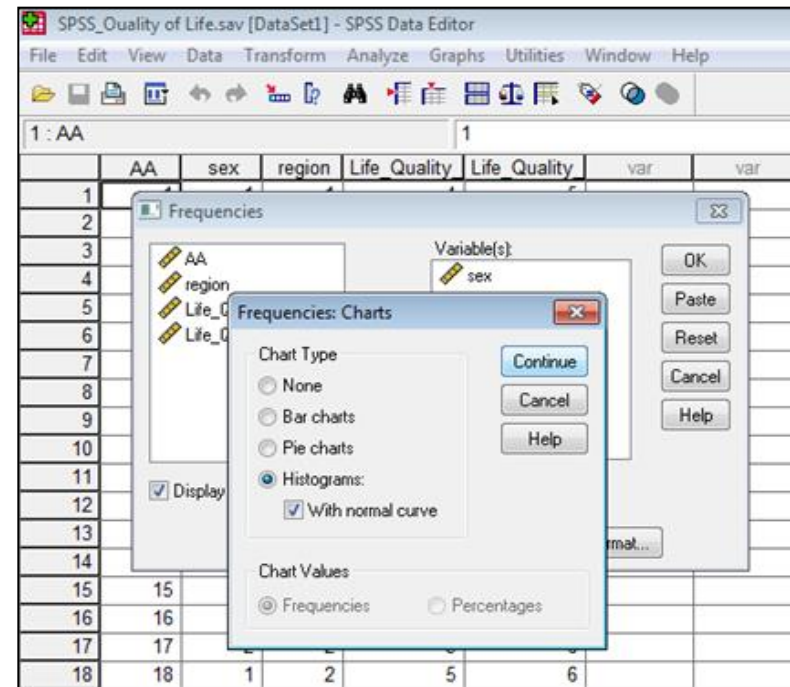 SPSS_Ouality of Life.sav [DataSet1] - SPSS Data Editor
File Edit View Data Transform Analyze Graphs Utilities Window Help
1 : AA 1
AA sex region Life_Quality_ Life_Quality_ var var
1
2
3
4
5
6
7
8
9
10
11
12
13
14
15 15
16 16
17 17
18 18 1 2 5 6
Frequencies
AA
region
Life_Q
Life_Q
Variable(s):
sex
OK
Paste
Reset
Cancel
Help
Display
rmat...
Frequencies: Charts
Chart Type
None
Bar charts
Pie charts
Histograms:
With normal curve
Continue
Cancel
Help
Chart Values
Frequencies Percentages